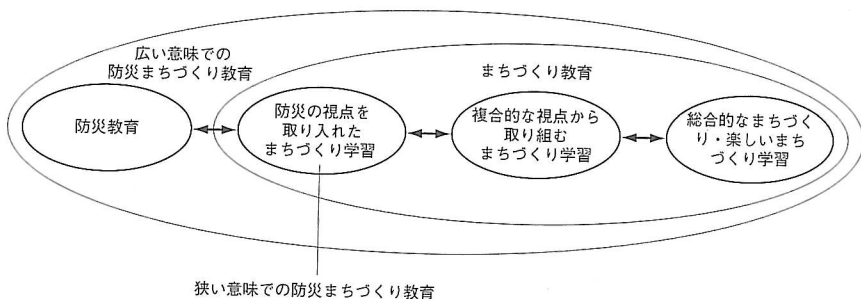 広い意味での
防災まちづくり教育
まちづくり教育
防災教育
防災の視点を
取り入れた
まちづくり学習
複合的な視点から
取り組む
まちづくり学習
総合的なまちづく
り・楽しいまち
づくり学習
狭い意味での防災まちづくり教育